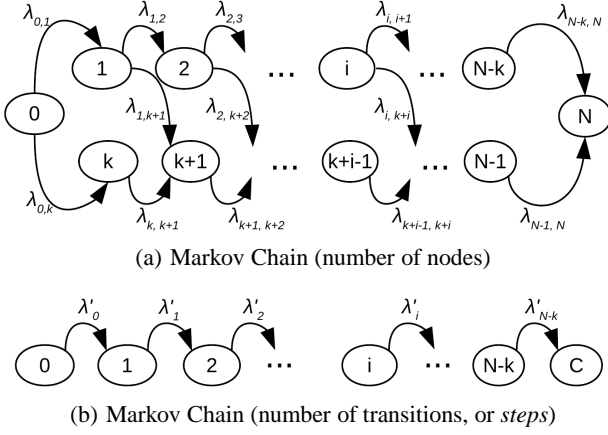 λ0,1 λ1,2 λ2,3 λi, i+1 λN-k, N
1 2 ... i ... N-k
0 λ1,k+1 λ2, k+2 λi, k+i N
k k+1 ... k+i-1 ... N-1
λ0,k λk, k+1 λk+1, k+2 λk+i-1, k+i λN-1, N
(a) Markov Chain (number of nodes)
λ'0 λ'1 λ'2 λ'i λ'N-k
0 1 2 ... i ... N-k C
(b) Markov Chain (number of transitions, or steps)